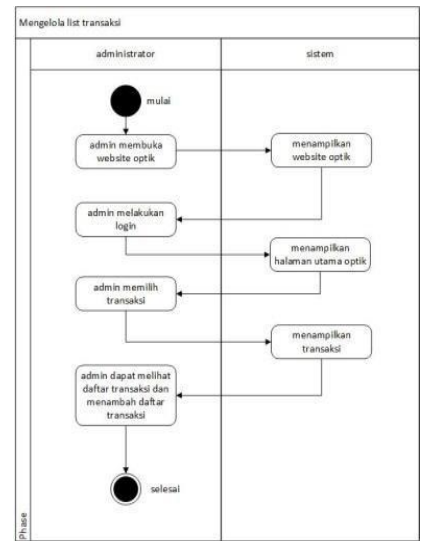 Mengelola list transaksi
administrator
sistem
mulai
admin membuka
website optik
menampilkan
website optik
admin melakukan
login
menampilkan
halaman utama optik
admin memilih
transaksi
menampilkan
transaksi
admin dapat melihat
daftar transaksi dan
menambah daftar
transaksi
selesai
Phase